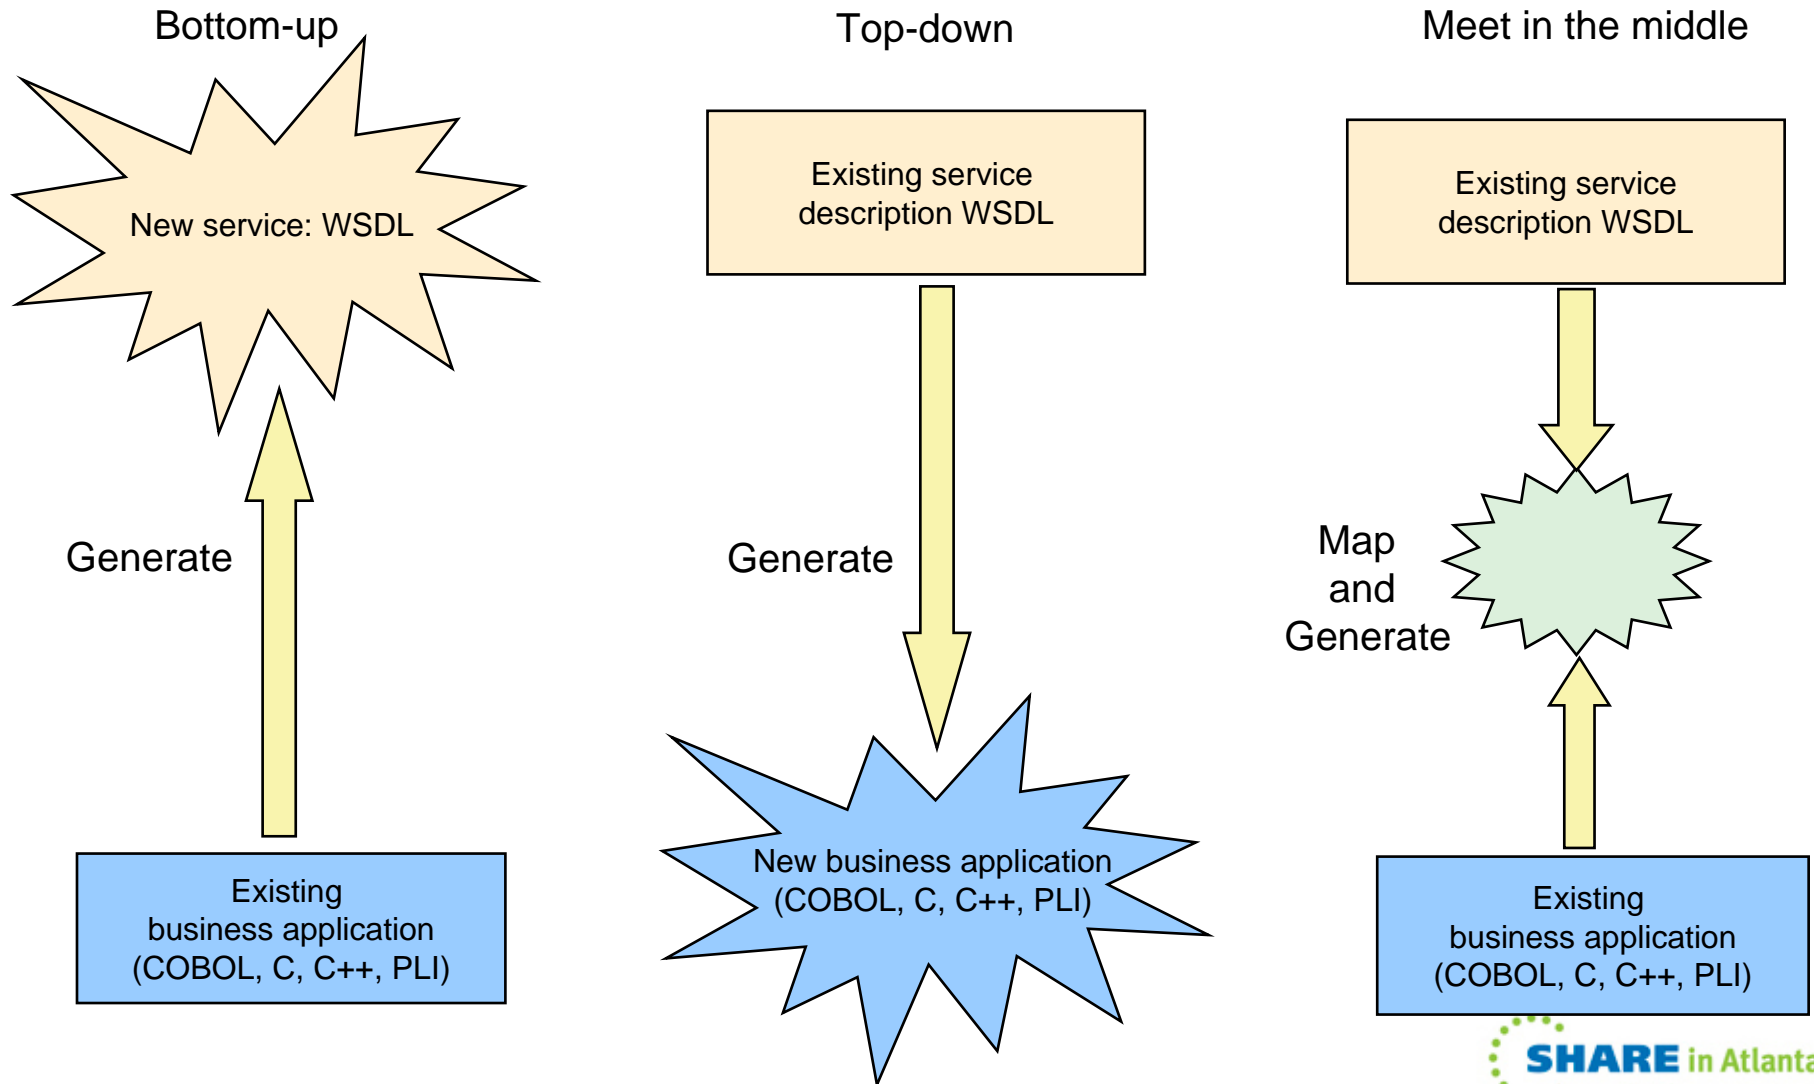 Bottom-up
New service: WSDL
Generate
Existing
business application
(COBOL, C, C++, PLI)
Top-down
Existing service
description WSDL
Generate
New business application
(COBOL, C, C++, PLI)
Meet in the middle
Existing service
description WSDL
Map
and
Generate
Existing
business application
(COBOL, C, C++, PLI)
SHARE in Atlanta